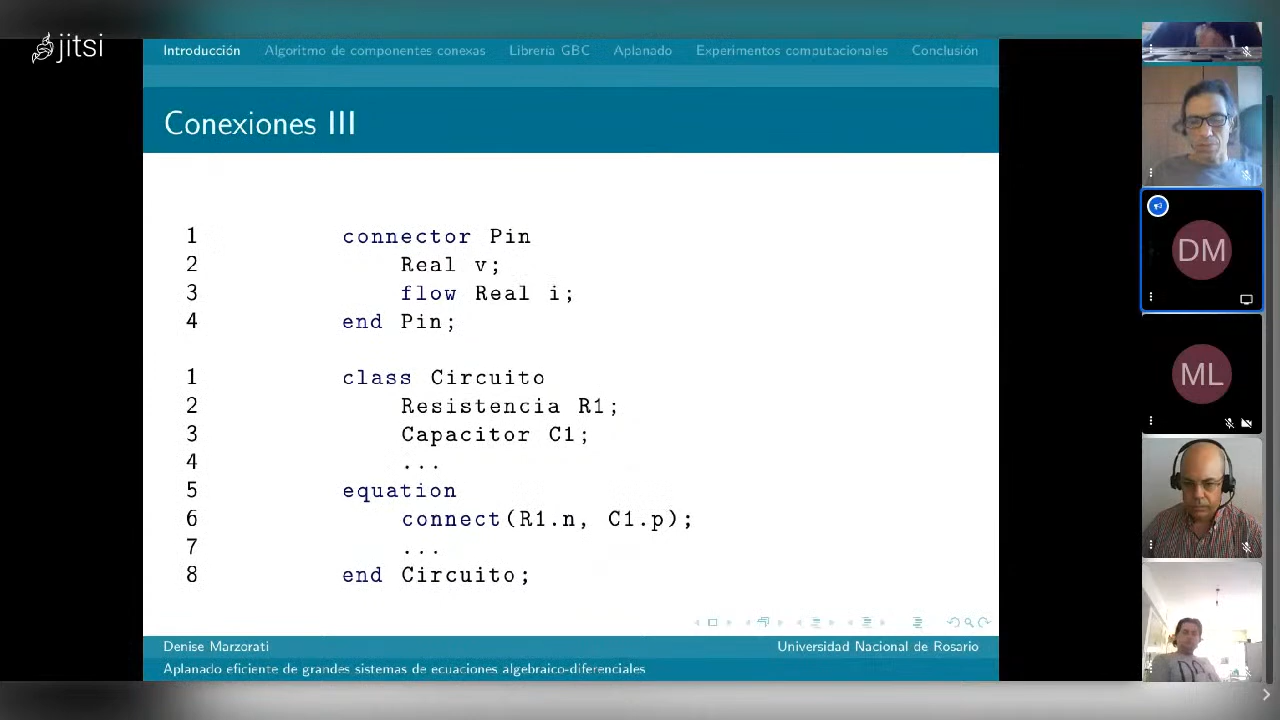 jitsi
Introducción Algoritmo de componentes conexas Librería GBC Aplanado Experimentos computacionales Conclusión
Conexiones III
1 connector Pin
2 Real v;
3 flow Real i;
4 end Pin;
1 class Circuito
2 Resistencia R1;
3 Capacitor C1;
4 ...
5 equation
6 connect(R1.n, C1.p);
7 ...
8 end Circuito;
Denise Marzorati Universidad Nacional de Rosario
Aplanado eficiente de grandes sistemas de ecuaciones algebraico-diferenciales
DM
ML